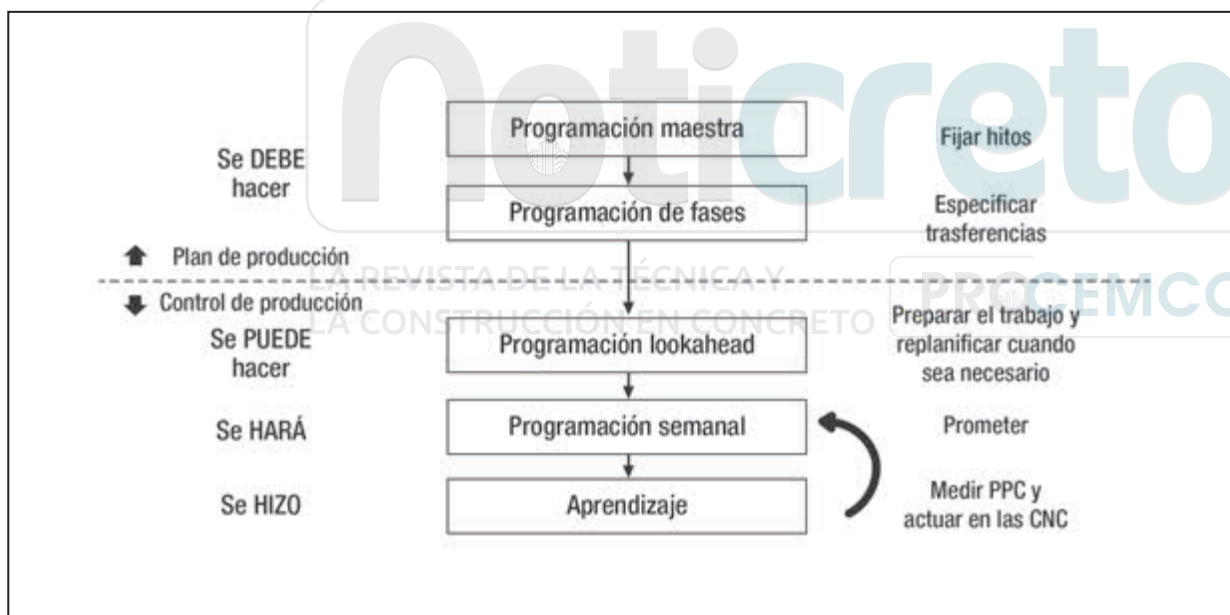 noticreto
LA REVISTA DE LA TÉCNICA Y
LA CONSTRUCCIÓN EN CONCRETO
PROCEMCO
Se DEBE
hacer
Programación maestra
Fijar hitos
Programación de fases
Especificar
trasferencias
Plan de producción
Control de producción
Se PUEDE
hacer
Programación lookahead
Preparar el trabajo y
replanificar cuando
sea necesario
Se HARÁ
Programación semanal
Prometer
Se HIZO
Aprendizaje
Medir PPC y
actuar en las CNC